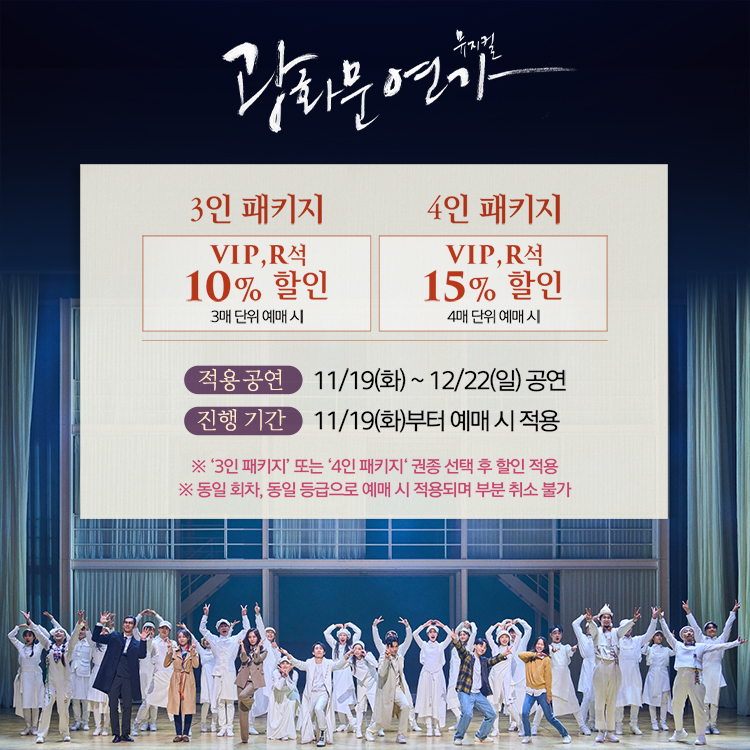 뮤지컬
광화문연가
3인 패키지
VIP,R석
10% 할인
3매 단위 예매 시
4인 패키지
VIP,R석
15% 할인
4매 단위 예매 시
적용 공연 11/19(화) ~ 12/22(일) 공연
진행 기간 11/19(화)부터 예매 시 적용
※ ‘3인 패키지’ 또는 ‘4인 패키지‘ 권종 선택 후 할인 적용
※ 동일 회차, 동일 등급으로 예매 시 적용되며 부분 취소 불가